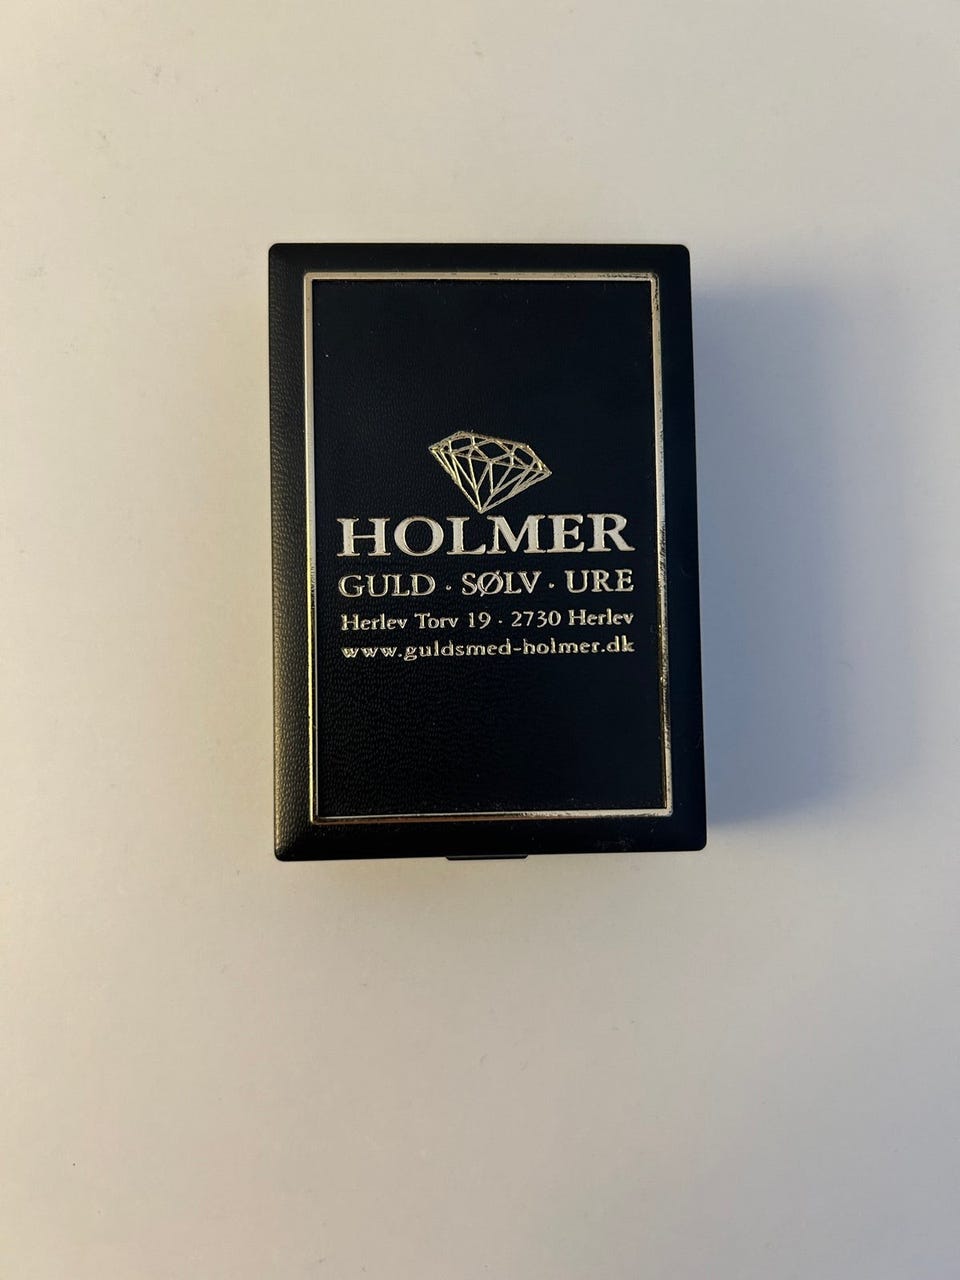 HOLMER
GULD · SØLV · URE
Herlev Torv 19 · 2730 Herlev
www.guldsmed-holmer.dk